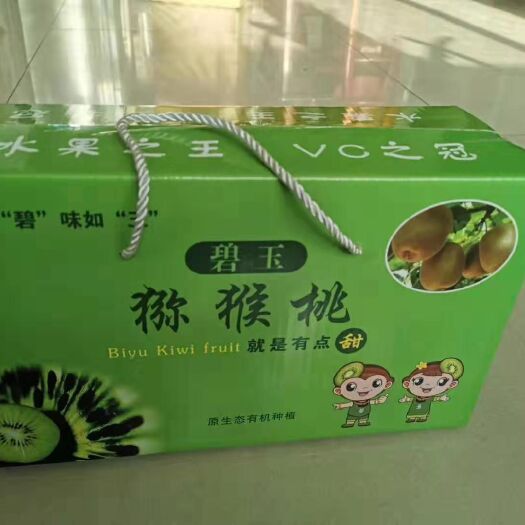 水果之王 VC之冠
“碧” 味如 “玉”
碧玉
猕猴桃
Biyu Kiwi fruit 就是有点甜
原生态有机种植